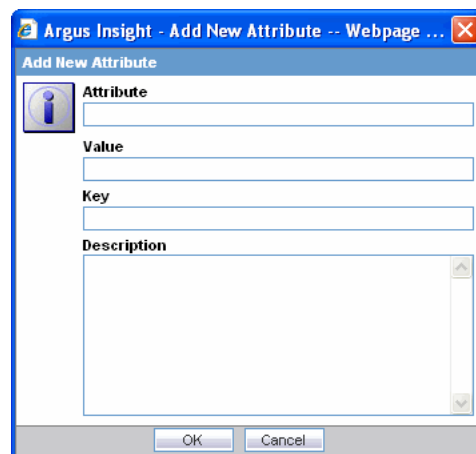 Argus Insight - Add New Attribute -- Webpage ...
Add New Attribute
Attribute
Value
Key
Description
OK Cancel